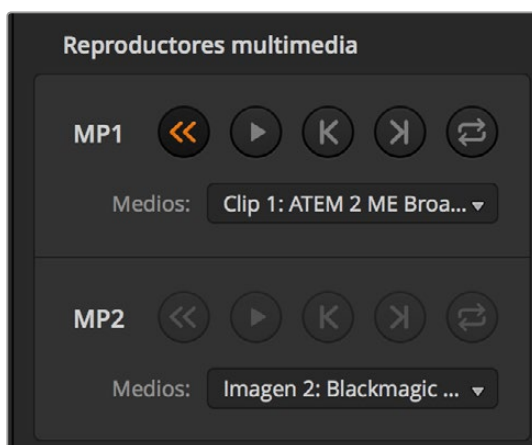 Reproductores multimedia
MP1
Medios: Clip 1: ATEM 2 ME Broa...
MP2
Medios: Imagen 2: Blackmagic ...